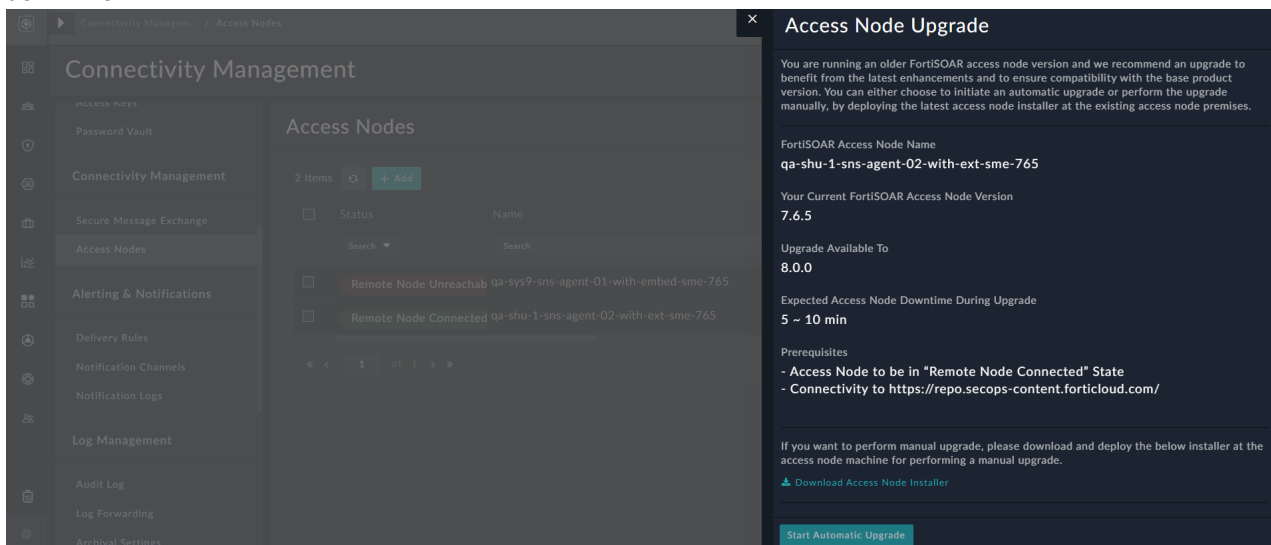 Connectivity Managem... / Access Nodes
×
Access Node Upgrade
Connectivity Management
You are running an older FortiSOAR access node version and we recommend an upgrade to
benefit from the latest enhancements and to ensure compatibility with the base product
version. You can either choose to initiate an automatic upgrade or perform the upgrade
manually, by deploying the latest access node installer at the existing access node premises.
Access Keys
Password Vault
Connectivity Management
Secure Message Exchange
Access Nodes
Alerting & Notifications
Delivery Rules
Notification Channels
Notification Logs
Log Management
Audit Log
Log Forwarding
Archival Settings
Access Nodes
2 Items
+ Add
Status Name
Search Search
Remote Node Unreachab qa-sys9-sns-agent-01-with-embed-sme-765
Remote Node Connected qa-shu-1-sns-agent-02-with-ext-sme-765
« < 1 of 1 > »
FortiSOAR Access Node Name
qa-shu-1-sns-agent-02-with-ext-sme-765
Your Current FortiSOAR Access Node Version
7.6.5
Upgrade Available To
8.0.0
Expected Access Node Downtime During Upgrade
5 ~ 10 min
Prerequisites
- Access Node to be in “Remote Node Connected” State
- Connectivity to https://repo.secops-content.forticloud.com/
If you want to perform manual upgrade, please download and deploy the below installer at the
access node machine for performing a manual upgrade.
Download Access Node Installer
Start Automatic Upgrade